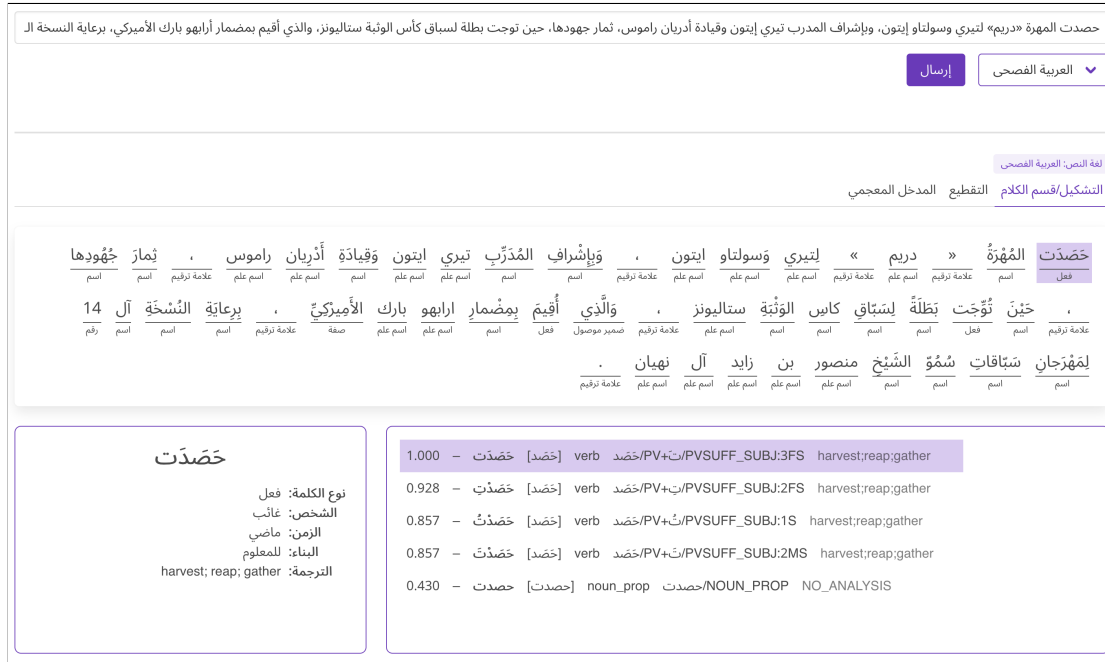 حصدت المهرة «دريم» لتيري وسولتاو إيتون، وبإشراف المدرب تيري إيتون وقيادة أدريان راموس، ثمار جهودها، حين توجت بطلة لسباق كأس الوثبة ستاليونز، والذي أقيم بمضمار أرابهو بارك الأميركي، برعاية النسخة الـ
العربية الفصحى
إرسال
لغة النص: العربية الفصحى
التشكيل/قسم الكلام التقطيع المدخل المعجمي
حَصَدَت المُهْرَةُ « دريم » لِتيري وَسولتاو ايتون ، وَبِإِشْرافِ المُدَرِّبِ تيري ايتون وَقِيادَةِ أَدْرِيان راموس ، ثِمارَ جُهُودِها
فعل اسم علامة ترقيم اسم علم علامة ترقيم اسم علم اسم علم اسم علم علامة ترقيم اسم اسم اسم علم اسم علم اسم اسم علم اسم علم علامة ترقيم اسم اسم
، حَيْنَ تُوِّجَت بَطَلَةً لِسَبّاقِ كاسِ الوَثْبَةِ ستاليونز ، وَالَّذِي أُقِيمَ بِمِضْمارِ ارابهو بارك الأَمِيرْكِيِّ ، بِرِعايَةِ النُسْخَةِ آل 14
علامة ترقيم اسم فعل اسم اسم اسم اسم اسم علم علامة ترقيم ضمير موصول فعل اسم اسم علم اسم علم صفة علامة ترقيم اسم اسم اسم رقم
لِمَهْرَجانِ سَبّاقاتِ سُمُوّ الشَيْخِ منصور بن زايد آل نهيان .
اسم اسم اسم اسم اسم علم اسم علم اسم علم اسم علم اسم علم علامة ترقيم
حَصَدَت
نوع الكلمة: فعل
الشخص: غائب
الزمن: ماضي
البناء: للمعلوم
الترجمة: harvest; reap; gather
1.000 – حَصَدَت [حَصَد] verb حَصَد/PV+تَ/PVSUFF_SUBJ:3FS harvest;reap;gather
0.928 – حَصَدْتِ [حَصَد] verb حَصَد/PV+تِ/PVSUFF_SUBJ:2FS harvest;reap;gather
0.857 – حَصَدْتُ [حَصَد] verb حَصَد/PV+تُ/PVSUFF_SUBJ:1S harvest;reap;gather
0.857 – حَصَدْتَ [حَصَد] verb حَصَد/PV+تَ/PVSUFF_SUBJ:2MS harvest;reap;gather
0.430 – حصدت [حصدت] noun_prop حصدت/NOUN_PROP NO_ANALYSIS